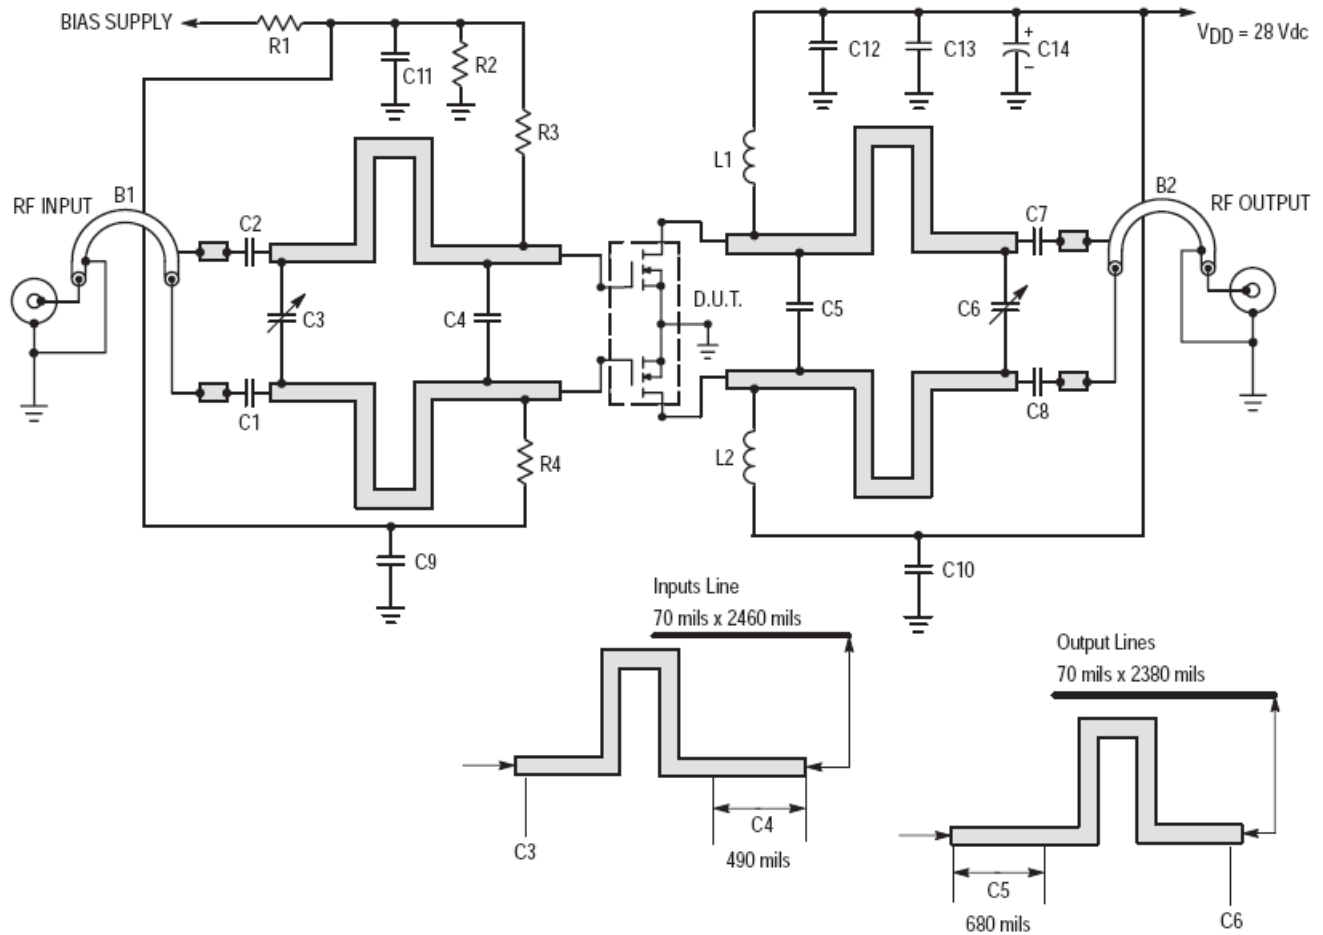 BIAS SUPPLY
R1
C11
R2
R3
C12
C13
+
C14
–
VDD = 28 Vdc
L1
RF INPUT
B1
C2
C7
B2
RF OUTPUT
D.U.T.
C3
C4
C5
C6
C1
C8
R4
L2
C9
C10
Inputs Line
70 mils x 2460 mils
Output Lines
70 mils x 2380 mils
C3
C4
490 mils
C5
680 mils
C6